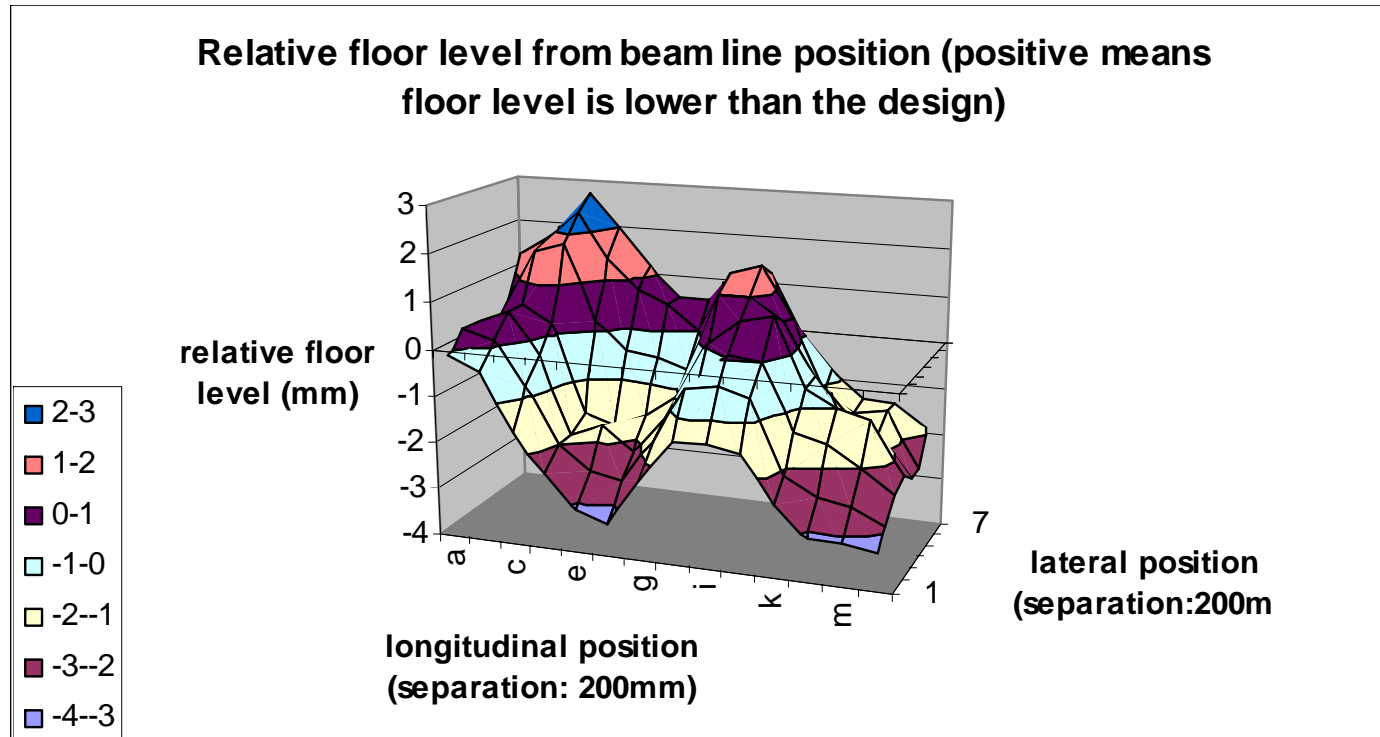 Relative floor level from beam line position (positive means
floor level is lower than the design)
3
2
1
0
-1
-2
-3
-4
relative floor
level (mm)
2-3
1-2
0-1
-1-0
-2--1
-3--2
-4--3
a
c
e
g
i
k
m
1
7
longitudinal position
(separation: 200mm)
lateral position
(separation:200m